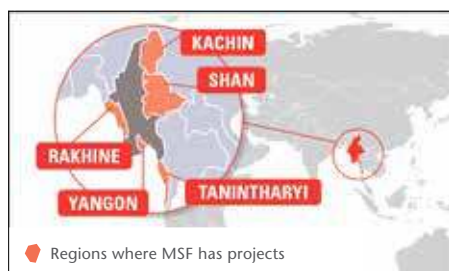 KACHIN
SHAN
RAKHINE
YANGON
TANINTHARYI
Regions where MSF has projects